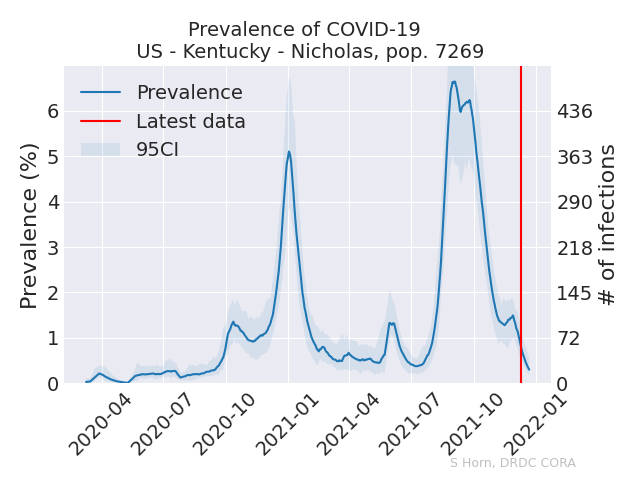 Prevalence of COVID-19
US - Kentucky - Nicholas, pop. 7269
Prevalence
Latest data
95CI
Prevalence (%)
6
5
4
3
2
1
0
# of infections
436
363
290
218
145
72
0
2020-04
2020-07
2020-10
2021-01
2021-04
2021-07
2021-10
2022-01
S Horn, DRDC CORA